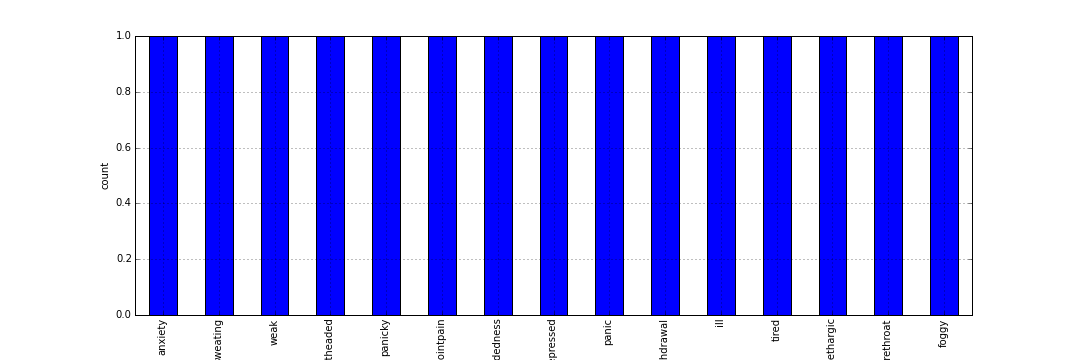 1.0
0.8
0.6
0.4
0.2
0.0
count
anxiety
weating
weak
theaded
panicky
ointpain
dedness
pressed
panic
hdrawal
ill
tired
ethargic
rethroat
foggy